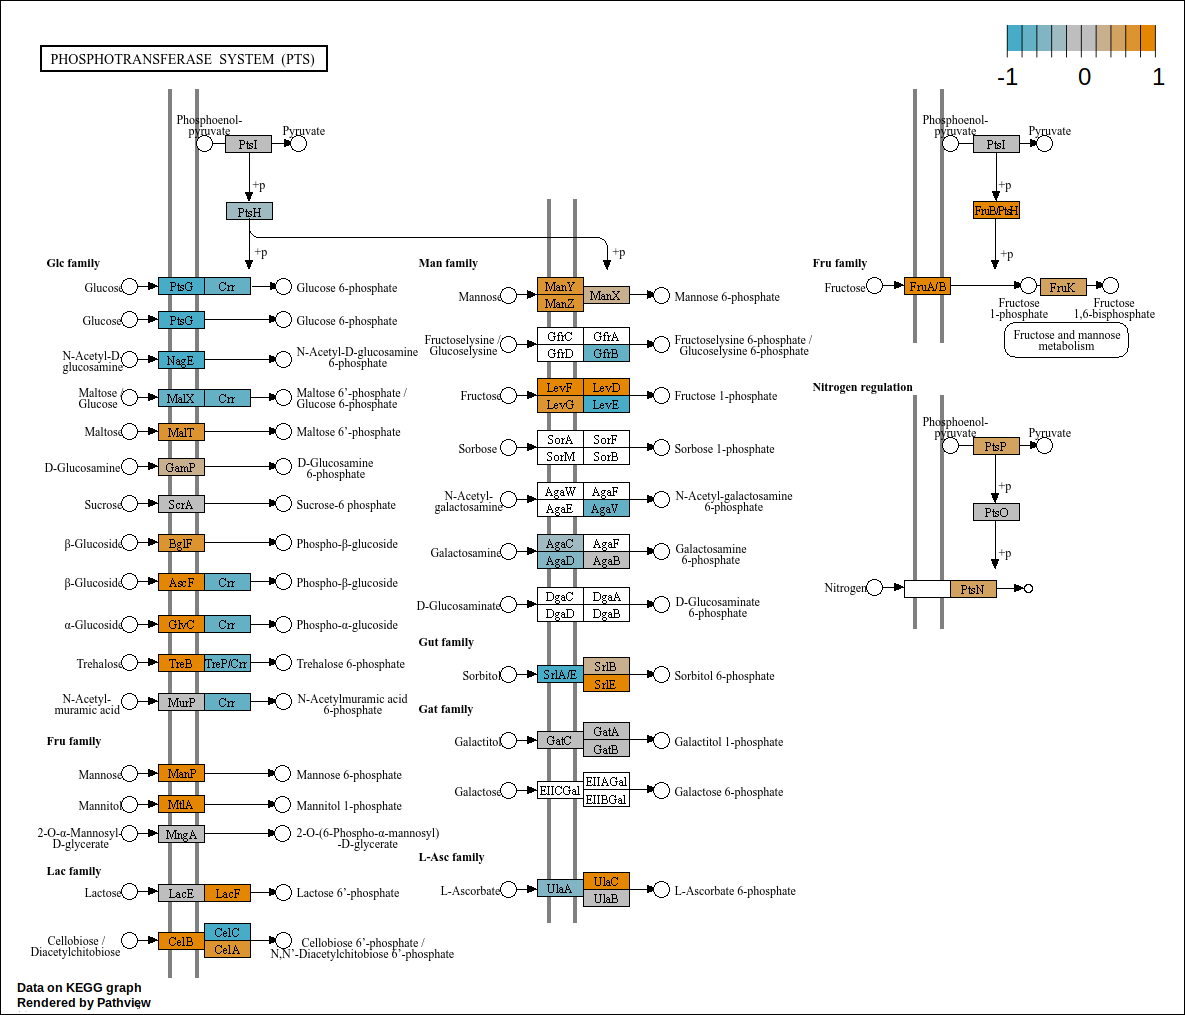 PHOSPHOTRANSFERASE SYSTEM (PTS)
-1 0 1
Phosphoenol-
pyruvate
PtsI
Pyruvate
+p
PtsH
+p
+p
Glc family
Glucose PtsG Crr Glucose 6-phosphate
Glucose PtsG Glucose 6-phosphate
N-Acetyl-D-
glucosamine
NagE
N-Acetyl-D-glucosamine
6-phosphate
Maltose /
Glucose
MalX Crr
Maltose 6'-phosphate /
Glucose 6-phosphate
Maltose MalT Maltose 6'-phosphate
D-Glucosamine GamP
D-Glucosamine
6-phosphate
Sucrose ScrA Sucrose-6 phosphate
β-Glucoside BglF Phospho-β-glucoside
β-Glucoside AscF Crr Phospho-β-glucoside
α-Glucoside GlvC Crr Phospho-α-glucoside
Trehalose TreB TreP/Crr Trehalose 6-phosphate
N-Acetyl-
muramic acid
MurP Crr
N-Acetylmuramic acid
6-phosphate
Fru family
Mannose ManP Mannose 6-phosphate
Mannitol MtlA Mannitol 1-phosphate
2-O-α-Mannosyl-
D-glycerate
MngA
2-O-(6-Phospho-α-mannosyl)
-D-glycerate
Lac family
Lactose LacE LacF Lactose 6'-phosphate
Cellobiose /
Diacetylchitobiose
CelB
CelC
CelA
Cellobiose 6'-phosphate /
N,N'-Diacetylchitobiose 6'-phosphate
Man family
Mannose
ManY
ManZ
ManX
Mannose 6-phosphate
Fructoselysine /
Glucoselysine
GfrC GfrA
GfrD GfrB
Fructoselysine 6-phosphate /
Glucoselysine 6-phosphate
Fructose
LevF LevD
LevG LevE
Fructose 1-phosphate
Sorbose
SorA SorF
SorM SorB
Sorbose 1-phosphate
N-Acetyl-
galactosamine
AgaW AgaF
AgaE AgaV
N-Acetyl-galactosamine
6-phosphate
Galactosamine
AgaC AgaF
AgaD AgaB
Galactosamine
6-phosphate
D-Glucosaminate
DgaC DgaA
DgaD DgaB
D-Glucosaminate
6-phosphate
Gut family
Sorbitol
SrlA/E
SrlB
SrlE
Sorbitol 6-phosphate
Gat family
Galactitol
GatC
GatA
GatB
Galactitol 1-phosphate
Galactose
EIICGal
EIIAGal
EIIBGal
Galactose 6-phosphate
L-Asc family
L-Ascorbate
UlaA
UlaC
UlaB
L-Ascorbate 6-phosphate
Phosphoenol-
pyruvate
PtsI
Pyruvate
+p
FruB/PtsH
+p
Fru family
Fructose FruA/B FruK
Fructose
1-phosphate
Fructose
1,6-bisphosphate
Fructose and mannose
metabolism
Nitrogen regulation
Phosphoenol-
pyruvate
PtsP
Pyruvate
+p
PtsO
+p
Nitrogen PtsN
Data on KEGG graph
Rendered by Pathview